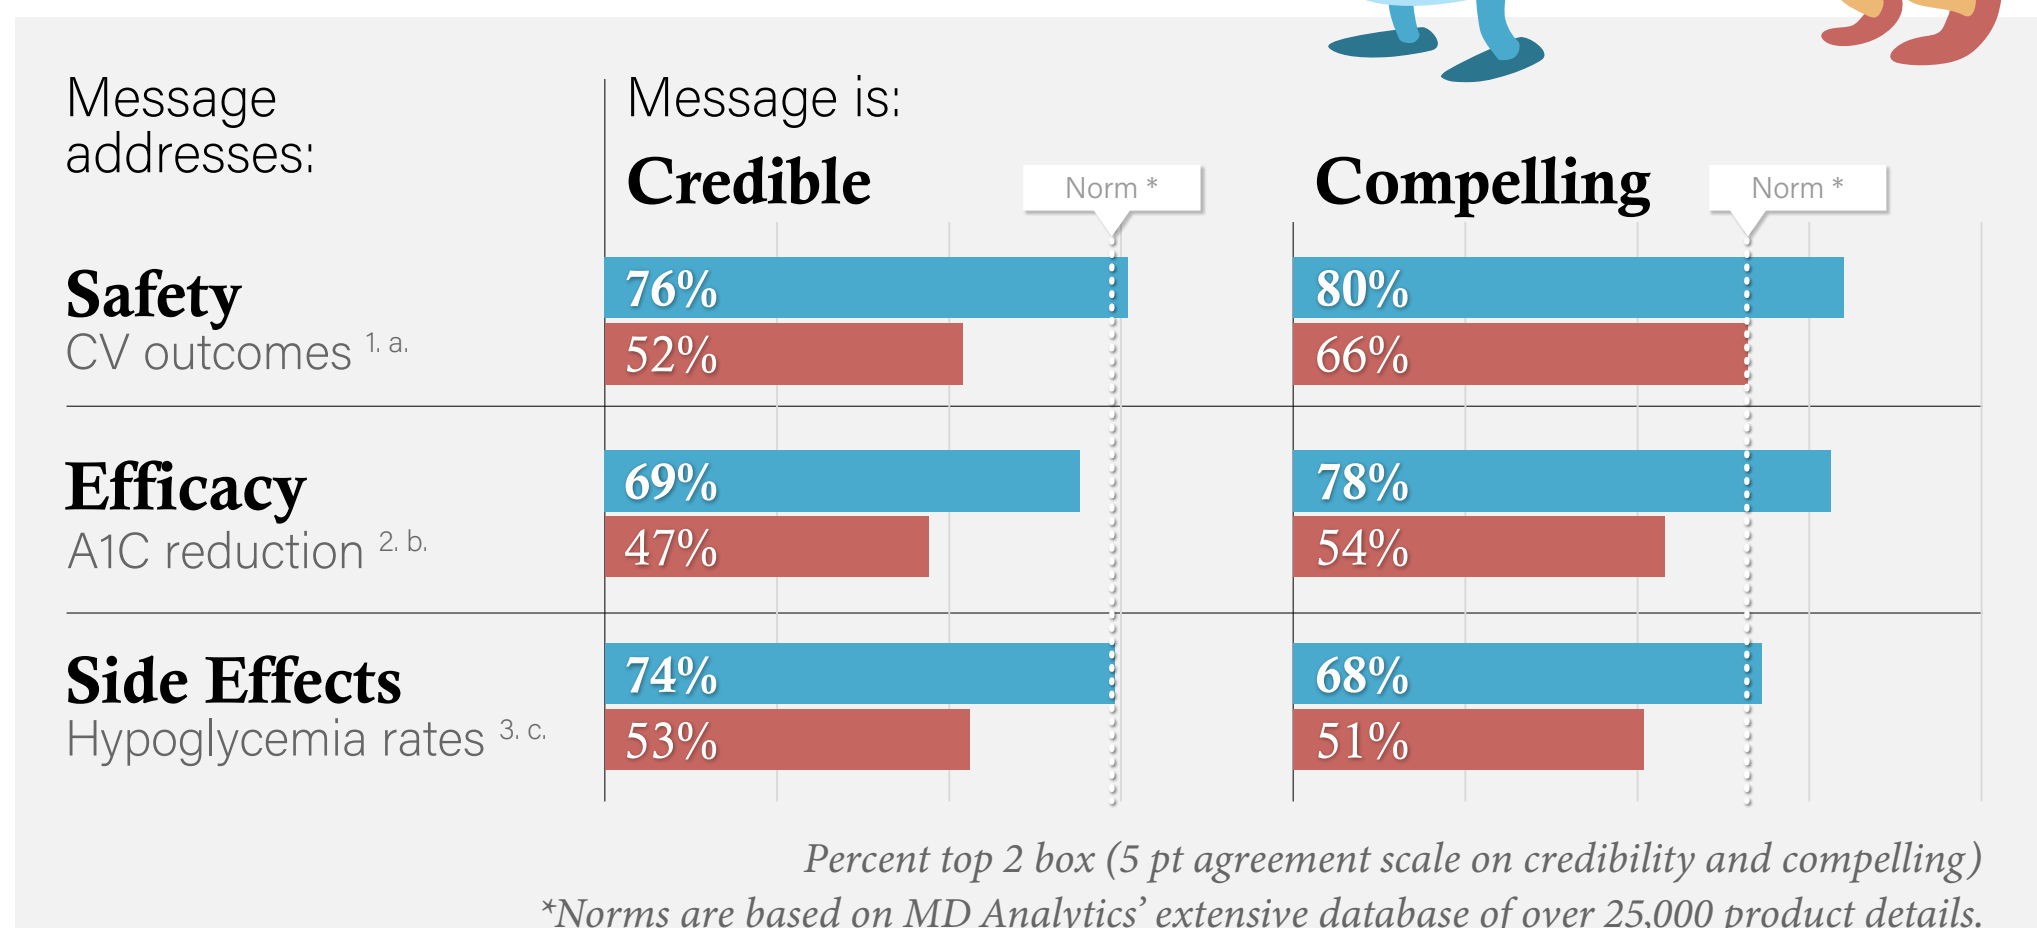 Message
addresses:
Message is:
Credible
Norm *
Compelling
Norm *
Safety
CV outcomes 1. a.
76%
52%
80%
66%
Efficacy
A1C reduction 2. b.
69%
47%
78%
54%
Side Effects
Hypoglycemia rates 3. c.
74%
53%
68%
51%
Percent top 2 box (5 pt agreement scale on credibility and compelling)
*Norms are based on MD Analytics’ extensive database of over 25,000 product details.